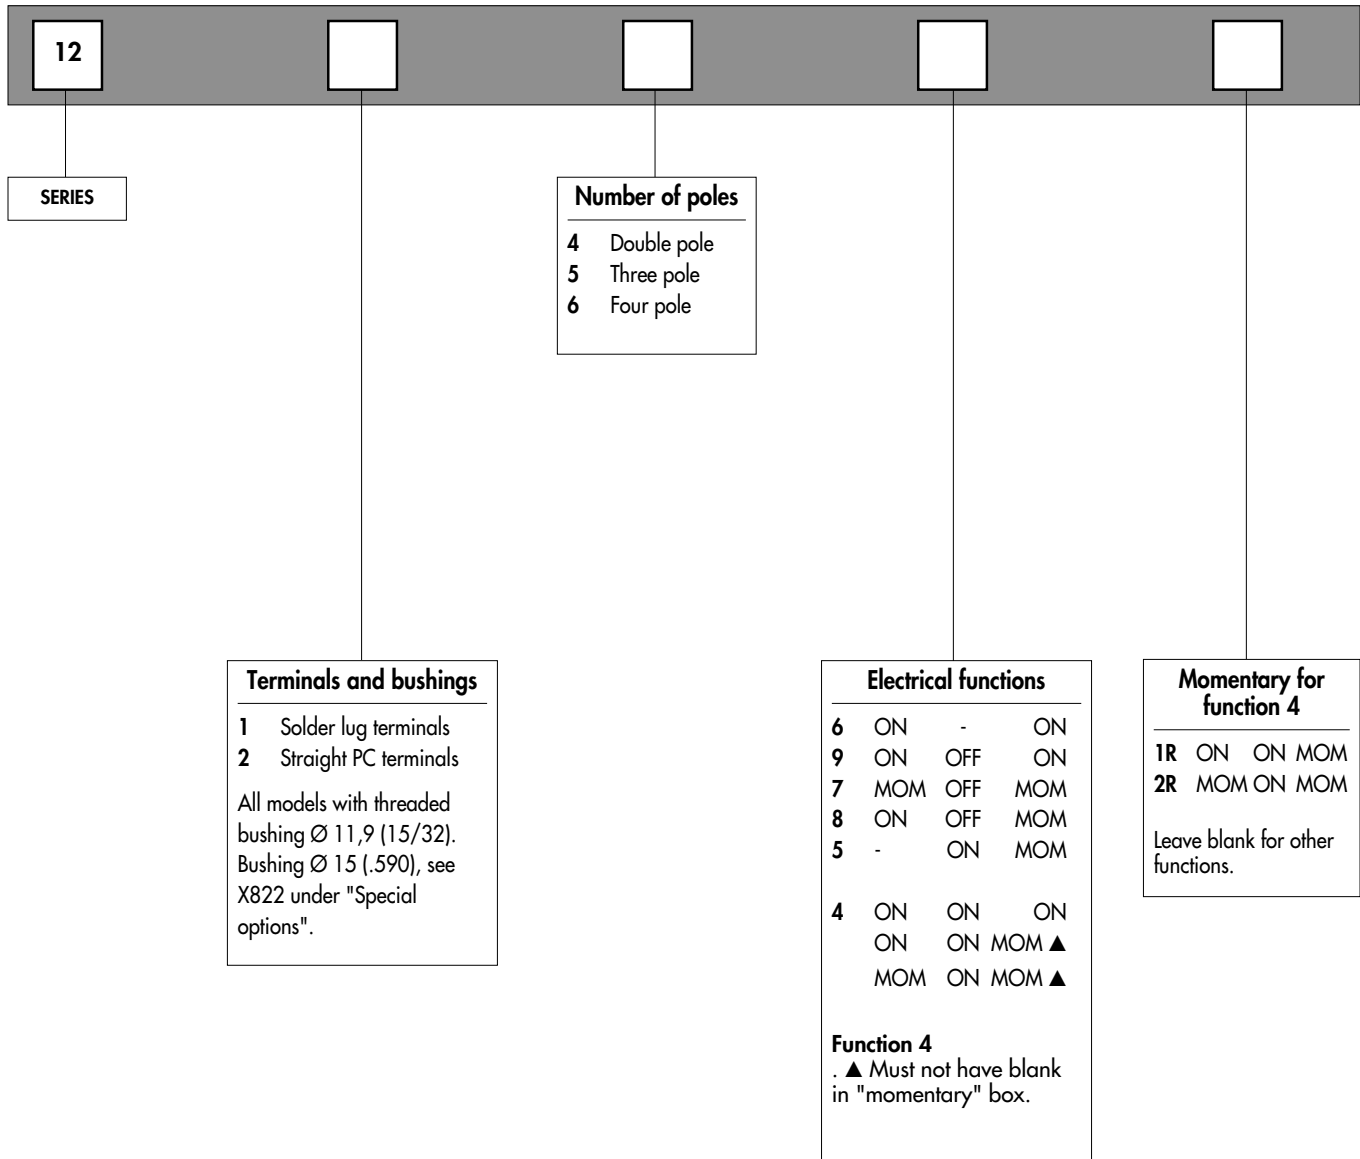 12
SERIES
Number of poles
4 Double pole
5 Three pole
6 Four pole
Terminals and bushings
1 Solder lug terminals
2 Straight PC terminals
All models with threaded
bushing Ø 11,9 (15/32).
Bushing Ø 15 (.590), see
X822 under "Special
options".
Electrical functions
6 ON - ON
9 ON OFF ON
7 MOM OFF MOM
8 ON OFF MOM
5 - ON MOM
4 ON ON ON
ON ON MOM ▲
MOM ON MOM ▲
Function 4
. ▲ Must not have blank
in "momentary" box.
Momentary for
function 4
1R ON ON MOM
2R MOM ON MOM
Leave blank for other
functions.